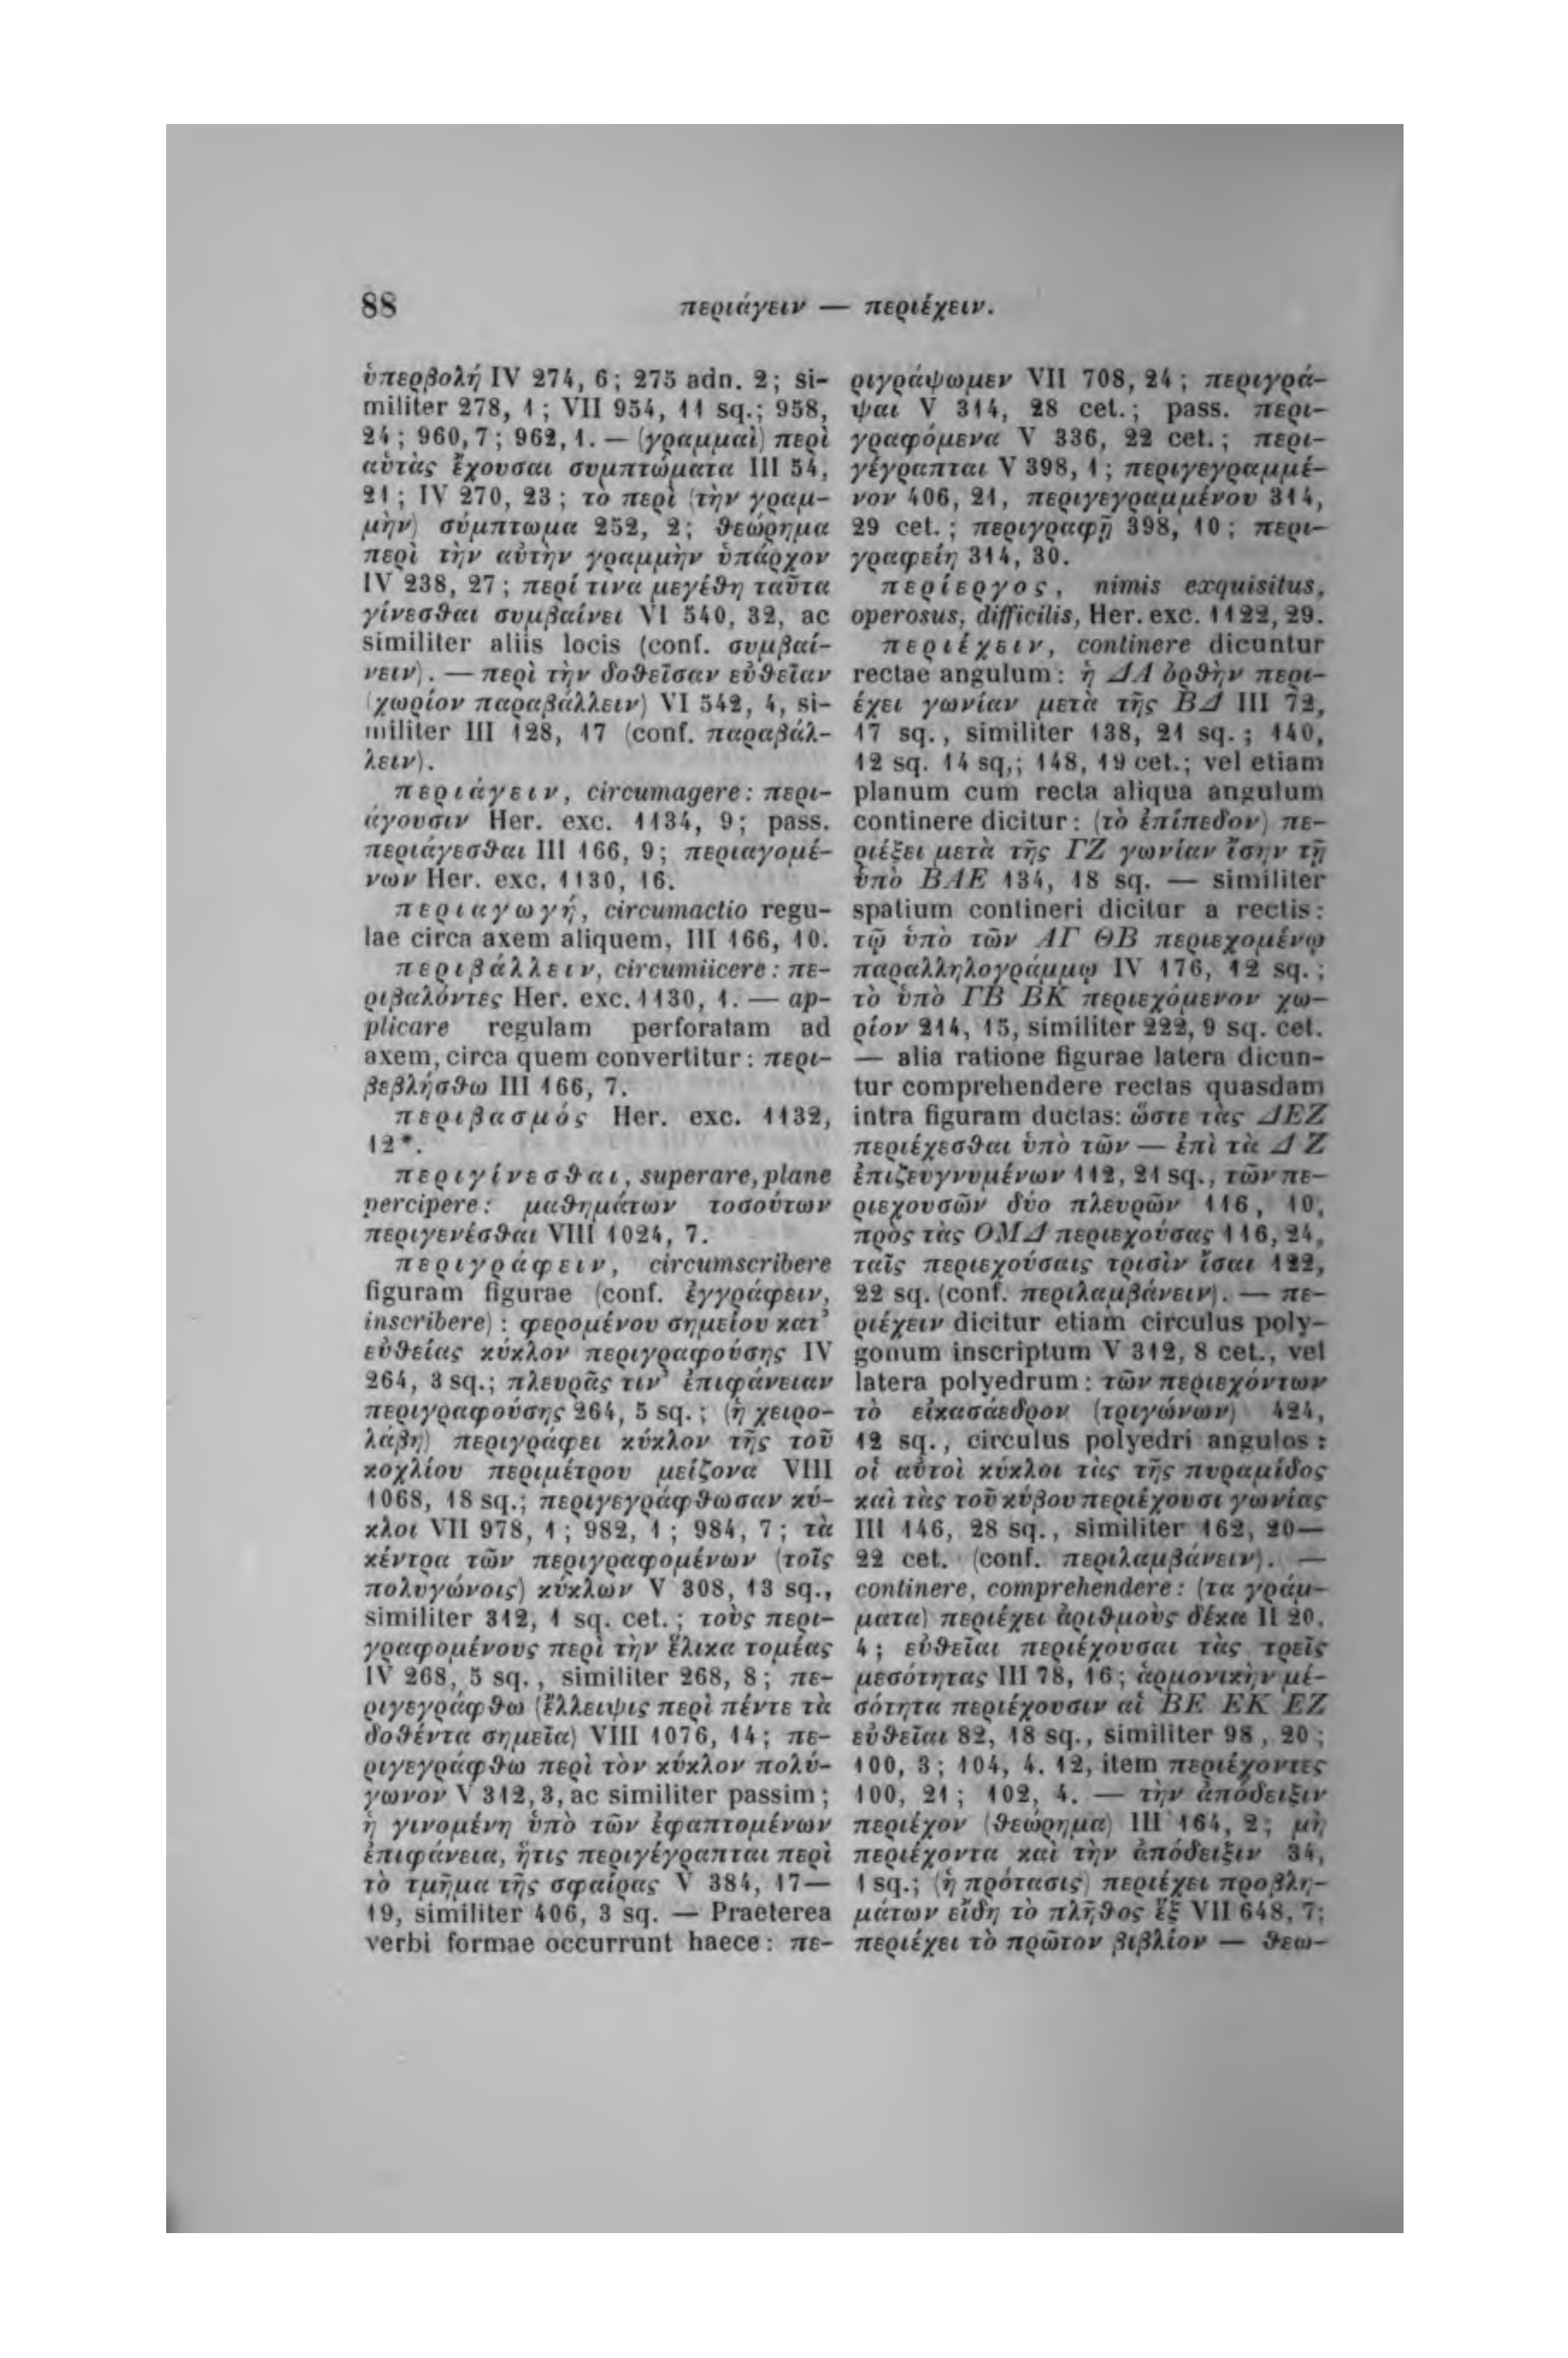 88
περιάγειν — περιέχειν.
ὑπερβολή IV 274, 6; 275 adn. 2; si-
militer 278, 1; VII 954, 11 sq.; 958,
24; 960, 7; 962, 1. — (γραμμαὶ) περὶ
αὑτὰς ἔχουσαι συμπτώματα III 54,
21; IV 270, 23; τὸ περὶ (τὴν γραμ-
μὴν) σύμπτωμα 252, 2; θεώρημα
περὶ τὴν αὐτὴν γραμμὴν ὑπάρχον
IV 238, 27; περί τινα μεγέθη ταῦτα
γίνεσθαι συμβαίνει VI 540, 32, ac
similiter aliis locis (conf. συμβαί-
νειν). — περὶ τὴν δοθεῖσαν εὐθεῖαν
(χωρίον παραβάλλειν) VI 542, 4, si-
militer III 128, 17 (conf. παραβάλ-
λειν).
περιάγειν, circumagere: περι-
άγουσιν Her. exc. 1134, 9; pass.
περιάγεσθαι III 166, 9; περιαγομέ-
νων Her. exc. 1130, 16.
περιαγωγή, circumactio regu-
lae circa axem aliquem, III 166, 10.
περιβάλλειν, circumiicere: πε-
ριβαλόντες Her. exc. 1130, 1. — ap-
plicare regulam perforatam ad
axem, circa quem convertitur: περι-
βεβλήσθω III 166, 7.
περιβασμός Her. exc. 1132,
12*.
περιγίνεσθαι, superare, plane
percipere: μαθημάτων τοσούτων
περιγενέσθαι VIII 1024, 7.
περιγράφειν, circumscribere
figuram figurae (conf. ἐγγράφειν,
inscribere): φερομένου σημείου κατ᾽
εὐθείας κύκλον περιγραφούσης IV
264, 3 sq.; πλευρᾶς τιν᾽ ἐπιφάνειαν
περιγραφούσης 264, 5 sq.; (ἡ χειρο-
λάβη) περιγράφει κύκλον τῆς τοῦ
κοχλίου περιμέτρου μείζονα VIII
1068, 18 sq.; περιγεγράφθωσαν κύ-
κλοι VII 978, 1; 982, 1; 984, 7; τὰ
κέντρα τῶν περιγραφομένων (τοῖς
πολυγώνοις) κύκλων V 308, 13 sq.,
similiter 312, 1 sq. cet.; τοὺς περι-
γραφομένους περὶ τὴν ἕλικα τομέας
IV 268, 5 sq., similiter 268, 8; πε-
ριγεγράφθω (ἔλλειψις περὶ πέντε τὰ
δοθέντα σημεῖα) VIII 1076, 14; πε-
ριγεγράφθω περὶ τὸν κύκλον πολύ-
γωνον V 312, 3, ac similiter passim;
ἡ γινομένη ὑπὸ τῶν ἐφαπτομένων
ἐπιφάνεια, ἥτις περιγέγραπται περὶ
τὸ τμῆμα τῆς σφαίρας V 384, 17—
19, similiter 406, 3 sq. — Praeterea
verbi formae occurrunt haece: πε-
ριγράψωμεν VII 708, 24; περιγρά-
ψαι V 314, 28 cet.; pass. περι-
γραφόμενα V 336, 22 cet.; περι-
γέγραπται V 398, 1; περιγεγραμμέ-
νον 406, 21, περιγεγραμμένου 314,
29 cet.; περιγραφῇ 398, 10; περι-
γραφείη 314, 30.
περίεργος, nimis exquisitus,
operosus, difficilis, Her. exc. 1122, 29.
περιέχειν, continere dicuntur
rectae angulum: ἡ ΔΑ ὀρθὴν περι-
έχει γωνίαν μετὰ τῆς ΒΔ III 72,
17 sq., similiter 138, 21 sq.; 140,
12 sq. 14 sq,; 148, 19 cet.; vel etiam
planum cum recta aliqua angulum
continere dicitur: (τὸ ἐπίπεδον) πε-
ριέξει μετὰ τῆς ΓΖ γωνίαν ἴσην τῇ
ὑπὸ ΒΑΕ 134, 18 sq. — similiter
spatium contineri dicitur a rectis:
τῷ ὑπὸ τῶν ΑΓ ΘΒ περιεχομένῳ
παραλληλογράμμῳ IV 176, 12 sq.;
τὸ ὑπὸ ΓΒ ΒΚ περιεχόμενον χω-
ρίον 214, 15, similiter 222, 9 sq. cet.
— alia ratione figurae latera dicun-
tur comprehendere rectas quasdam
intra figuram ductas: ὥστε τὰς ΔΕΖ
περιέχεσθαι ὑπὸ τῶν — ἐπὶ τὰ Δ Ζ
ἐπιζευγνυμένων 112, 21 sq., τῶν πε-
ριεχουσῶν δύο πλευρῶν 116, 10,
πρὸς τὰς ΟΜΔ περιεχούσας 116, 24,
ταῖς περιεχούσαις τρισὶν ἴσαι 122,
22 sq. (conf. περιλαμβάνειν). — πε-
ριέχειν dicitur etiam circulus poly-
gonum inscriptum V 312, 8 cet., vel
latera polyedrum: τῶν περιεχόντων
τὸ εἰκασάεδρον (τριγώνων) 424,
12 sq., circulus polyedri angulos:
οἱ αὐτοὶ κύκλοι τὰς τῆς πυραμίδος
καὶ τὰς τοῦ κύβου περιέχουσι γωνίας
III 146, 28 sq., similiter 162, 20—
22 cet. (conf. περιλαμβάνειν). —
continere, comprehendere: (τα γράμ-
ματα) περιέχει ἀριθμοὺς δέκα II 20,
4; εὐθεῖαι περιέχουσαι τὰς τρεῖς
μεσότητας III 78, 16; ἁρμονικὴν με-
σότητα περιέχουσιν αἱ ΒΕ ΕΚ ΕΖ
εὐθεῖαι 82, 18 sq., similiter 98, 20;
100, 3; 104, 4. 12, item περιέχοντες
100, 21; 102, 4. — τὴν ἀπόδειξιν
περιέχον (θεώρημα) III 164, 2; μὴ
περιέχοντα καὶ τὴν ἀπόδειξιν 34,
1 sq.; (ἡ πρότασις) περιέχει προβλη-
μάτων εἴδη τὸ πλῆθος ἕξ VII 648, 7;
περιέχει τὸ πρῶτον βιβλίον — θεω-